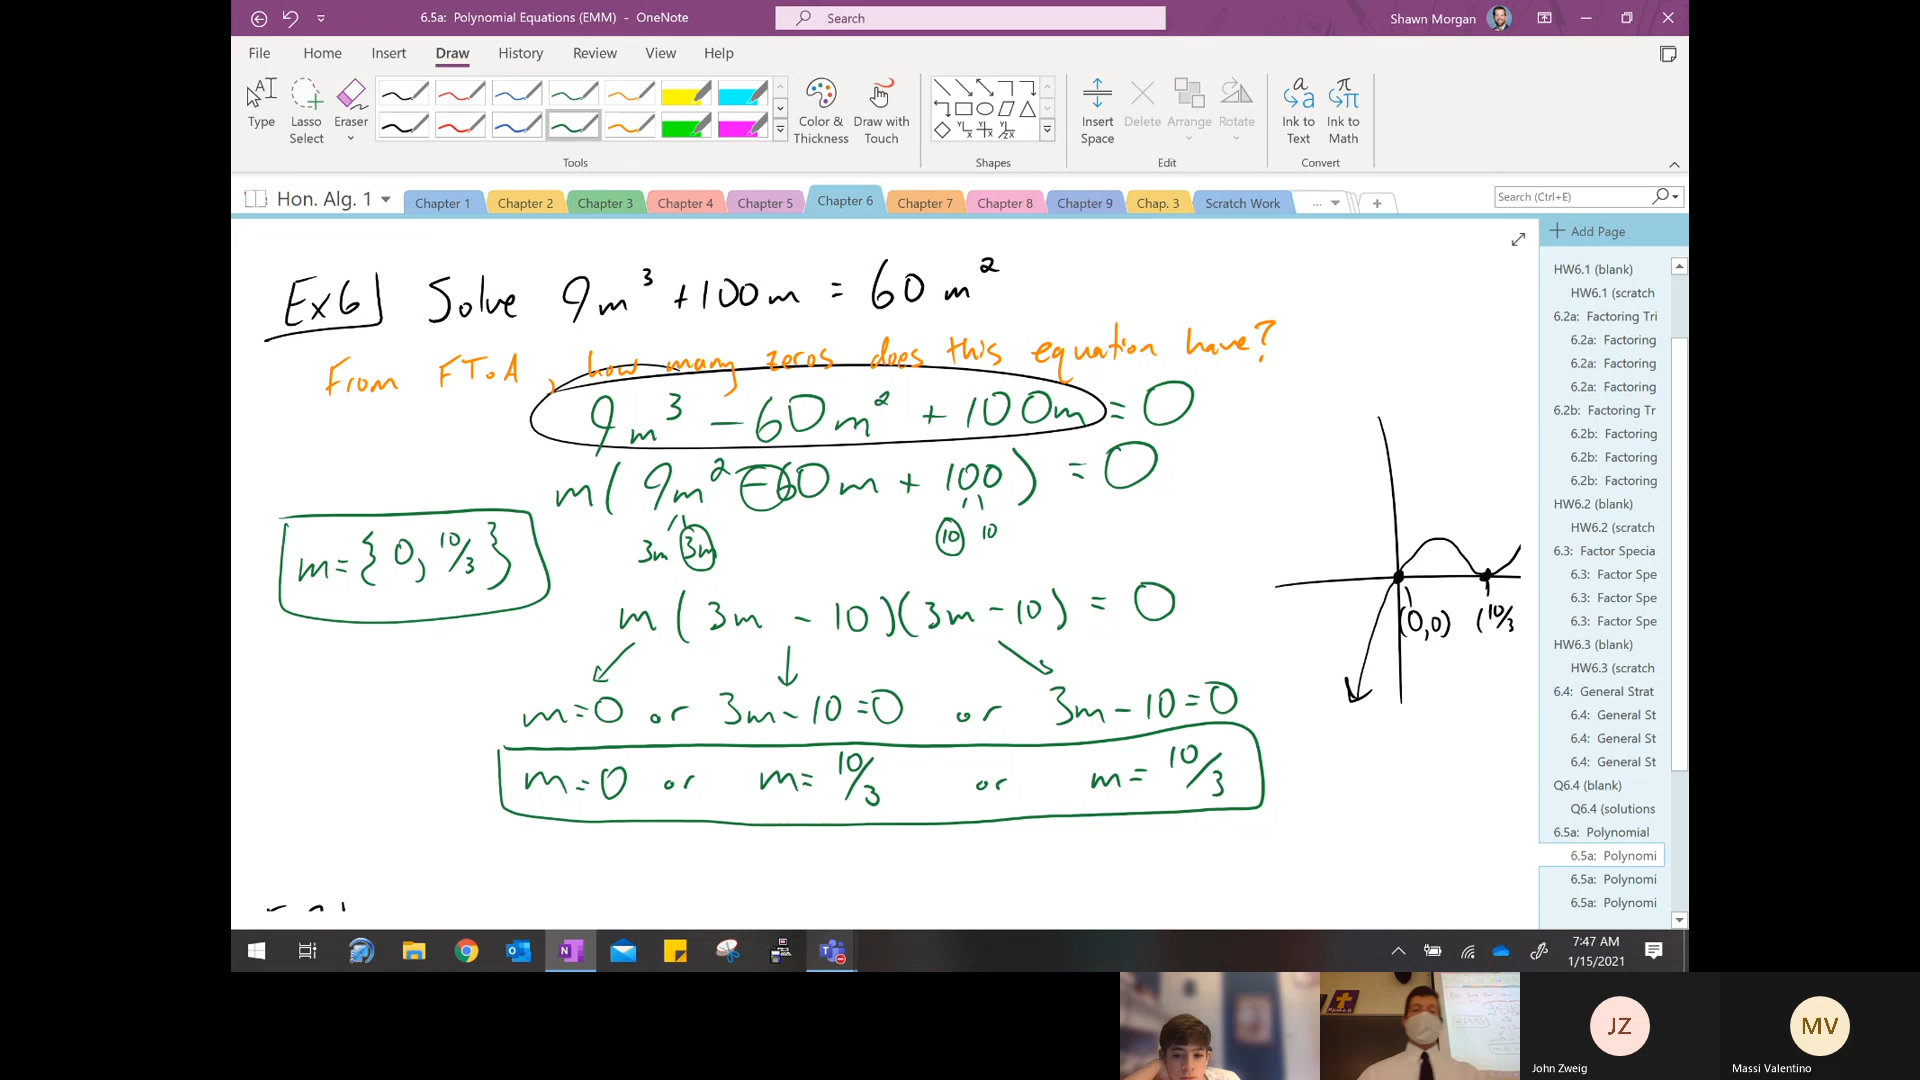 6.5a: Polynomial Equations (EMM) - OneNote
Search
Shawn Morgan
File Home Insert Draw History Review View Help
Type
Lasso Select
Eraser
Color & Thickness
Draw with Touch
Insert Space
Delete
Arrange
Rotate
Ink to Text
Ink to Math
Tools
Shapes
Edit
Convert
Hon. Alg. 1
Chapter 1
Chapter 2
Chapter 3
Chapter 4
Chapter 5
Chapter 6
Chapter 7
Chapter 8
Chapter 9
Chap. 3
Scratch Work
...
Search (Ctrl+E)
Add Page
Ex6] Solve 9m³ + 100m = 60m²
From FToA, how many zeros does this equation have?
9m³ - 60m² + 100m = 0
m(9m² - 60m + 100) = 0
3m 3m 10 10
m = {0, 10/3}
m(3m - 10)(3m - 10) = 0
m = 0 or 3m - 10 = 0 or 3m - 10 = 0
m = 0 or m = 10/3 or m = 10/3
(0,0) (10/3
HW6.1 (blank)
HW6.1 (scratch
6.2a: Factoring Tri
6.2a: Factoring
6.2a: Factoring
6.2a: Factoring
6.2b: Factoring Tr
6.2b: Factoring
6.2b: Factoring
6.2b: Factoring
HW6.2 (blank)
HW6.2 (scratch
6.3: Factor Specia
6.3: Factor Spe
6.3: Factor Spe
6.3: Factor Spe
HW6.3 (blank)
HW6.3 (scratch
6.4: General Strat
6.4: General St
6.4: General St
6.4: General St
Q6.4 (blank)
Q6.4 (solutions
6.5a: Polynomial
6.5a: Polynomi
6.5a: Polynomi
6.5a: Polynomi
7:47 AM
1/15/2021
JZ
John Zweig
MV
Massi Valentino